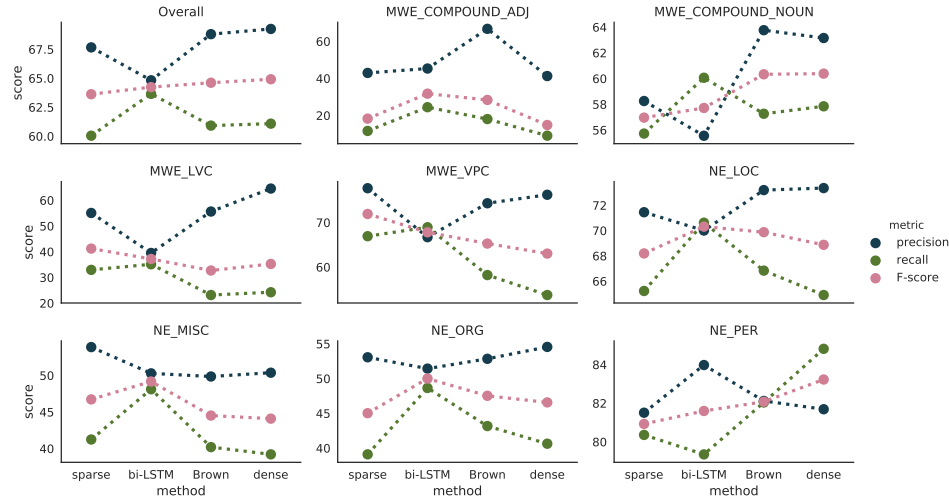 Overall
MWE_COMPOUND_ADJ
MWE_COMPOUND_NOUN
67.5
65.0
62.5
60.0
score
60
40
20
64
62
60
58
56
MWE_LVC
MWE_VPC
NE_LOC
60
50
40
30
20
score
70
60
72
70
68
66
metric
precision
recall
F-score
NE_MISC
NE_ORG
NE_PER
50
45
40
score
55
50
45
40
84
82
80
sparse bi-LSTM Brown dense
method
sparse bi-LSTM Brown dense
method
sparse bi-LSTM Brown dense
method